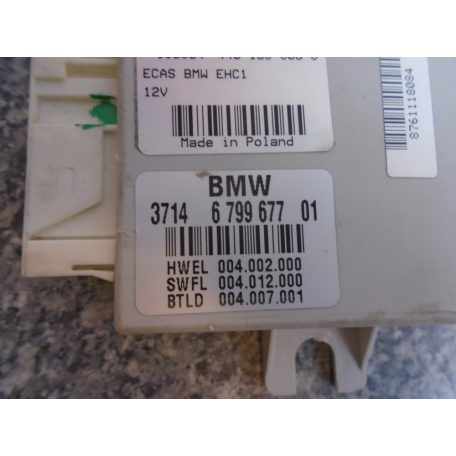 ECAS BMW EHC1
12V
Made in Poland
8761118084
BMW
3714 6 799 677 01
HWEL 004.002.000
SWFL 004.012.000
BTLD 004.007.001